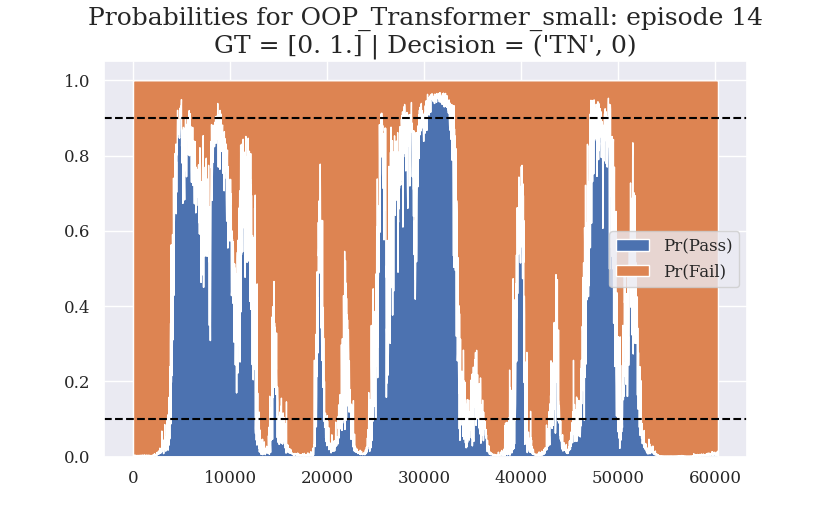 Probabilities for OOP_Transformer_small: episode 14
GT = [0. 1.] | Decision = ('TN', 0)
1.0
0.8
0.6
0.4
0.2
0.0
Pr(Pass)
Pr(Fail)
0 10000 20000 30000 40000 50000 60000